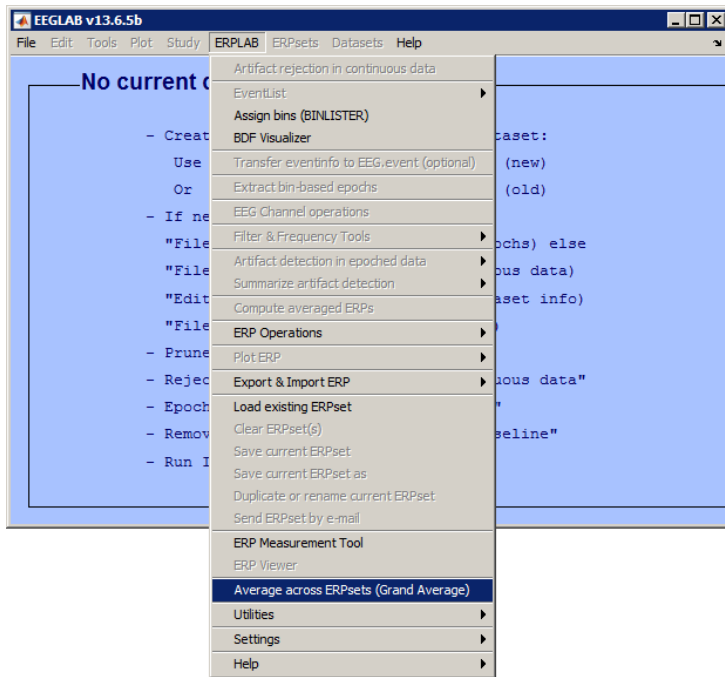 EEGLAB v13.6.5b
File Edit Tools Plot Study ERPLAB ERPsets Datasets Help
No current d
- Creat
Use
Or
- If ne
"File
"File
"Edit
"File
- Prune
- Rejec
- Epoch
- Remov
- Run I
taset:
(new)
(old)
ochs) else
ous data)
aset info)
)
uous data"
"
seline"
Artifact rejection in continuous data
EventList
Assign bins (BINLISTER)
BDF Visualizer
Transfer eventinfo to EEG.event (optional)
Extract bin-based epochs
EEG Channel operations
Filter & Frequency Tools
Artifact detection in epoched data
Summarize artifact detection
Compute averaged ERPs
ERP Operations
Plot ERP
Export & Import ERP
Load existing ERPset
Clear ERPset(s)
Save current ERPset
Save current ERPset as
Duplicate or rename current ERPset
Send ERPset by e-mail
ERP Measurement Tool
ERP Viewer
Average across ERPsets (Grand Average)
Utilities
Settings
Help